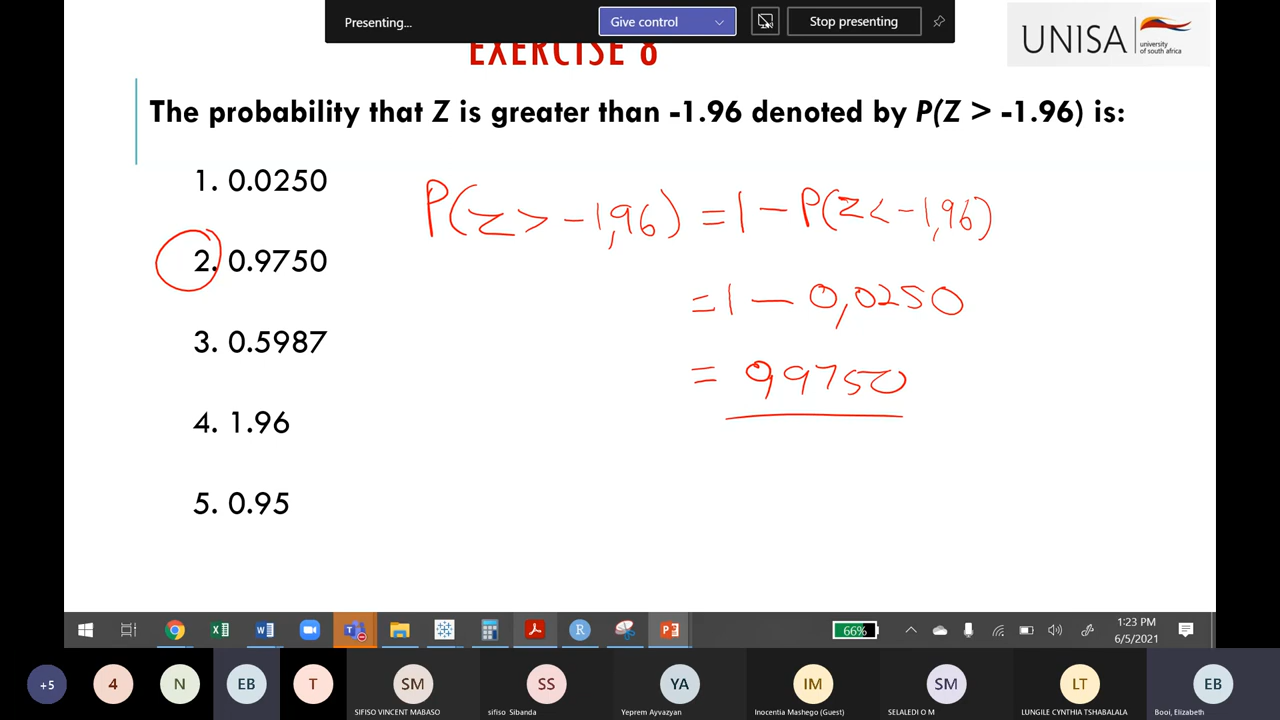 Presenting...
Give control
Stop presenting
UNISA
university
of south africa
EXERCISE 8
The probability that Z is greater than -1.96 denoted by P(Z > -1.96) is:
1. 0.0250
P(Z > -1,96) = 1 - P(Z < -1,96)
2. 0.9750
= 1 - 0,0250
3. 0.5987
= 0,9750
4. 1.96
5. 0.95
66%
1:23 PM
6/5/2021
+5
4
N
EB
T
SM
SS
YA
IM
SM
LT
EB
SIFISO VINCENT MABASO
sifiso Sibanda
Yeprem Ayvazyan
Inocentia Mashego (Guest)
SELALEDI O M
LUNGILE CYNTHIA TSHABALALA
Booi, Elizabeth